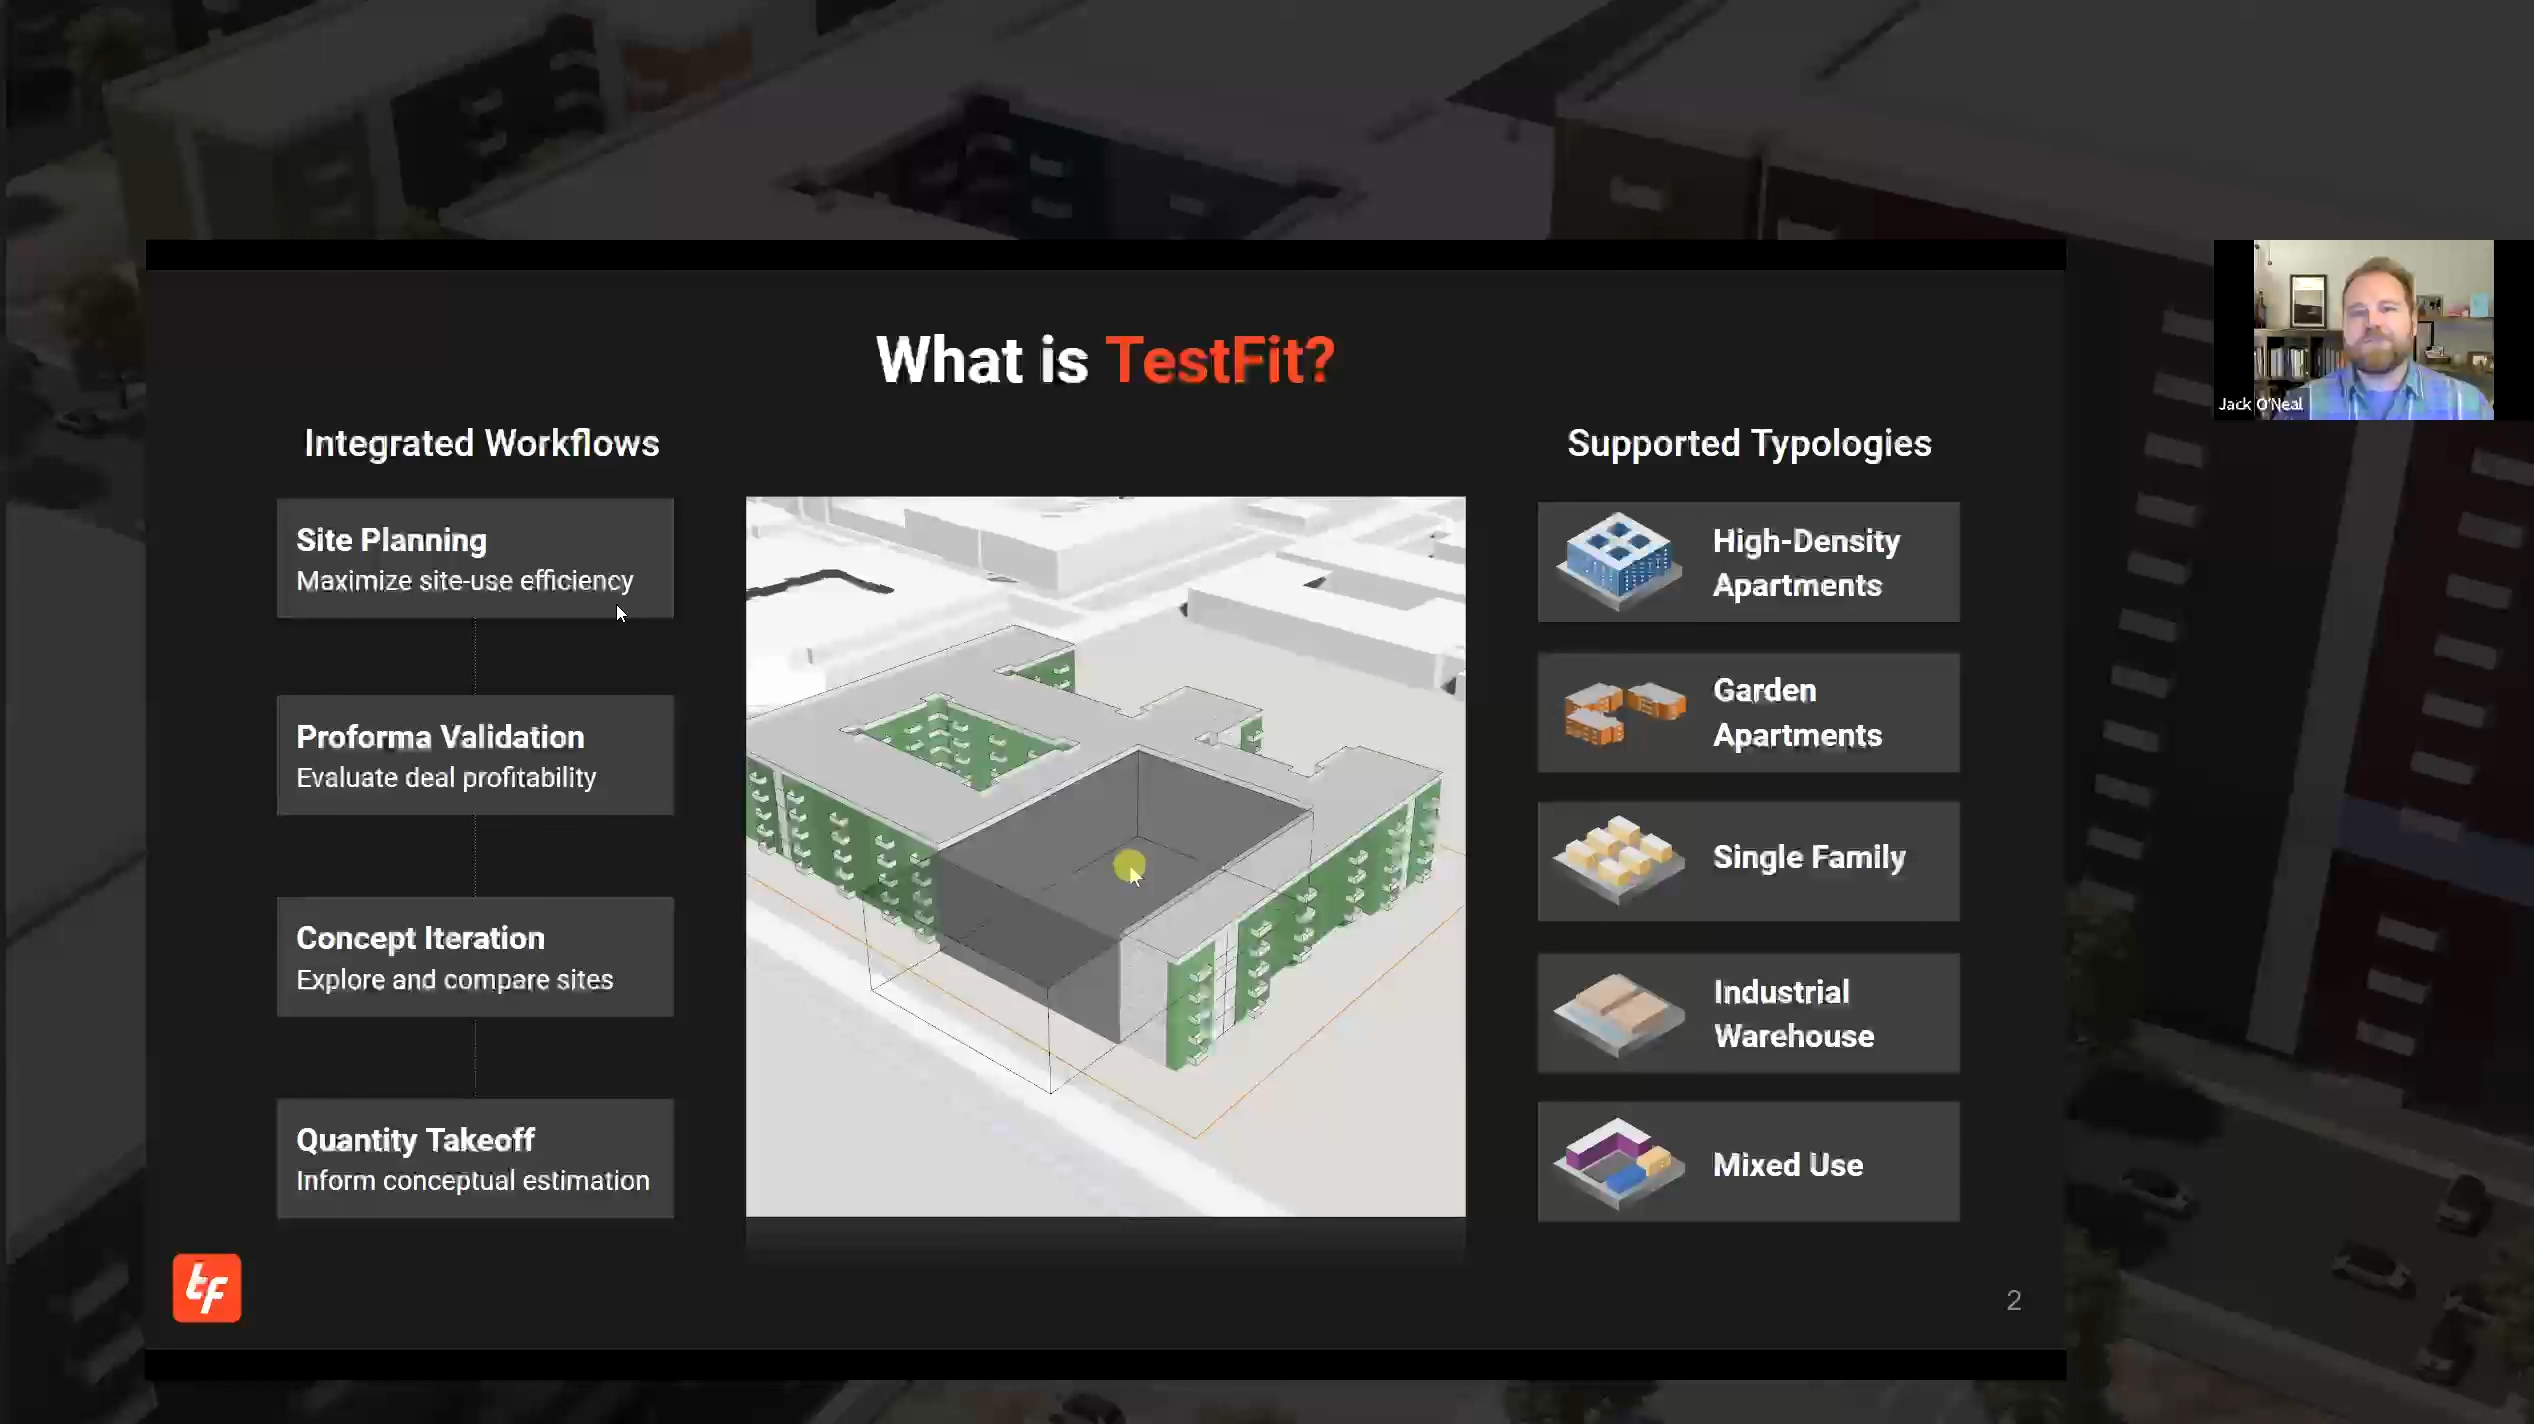 What is TestFit?
Integrated Workflows
Site Planning
Maximize site-use efficiency
Proforma Validation
Evaluate deal profitability
Concept Iteration
Explore and compare sites
Quantity Takeoff
Inform conceptual estimation
Supported Typologies
High-Density
Apartments
Garden
Apartments
Single Family
Industrial
Warehouse
Mixed Use
tf
2
Jack O'Neal